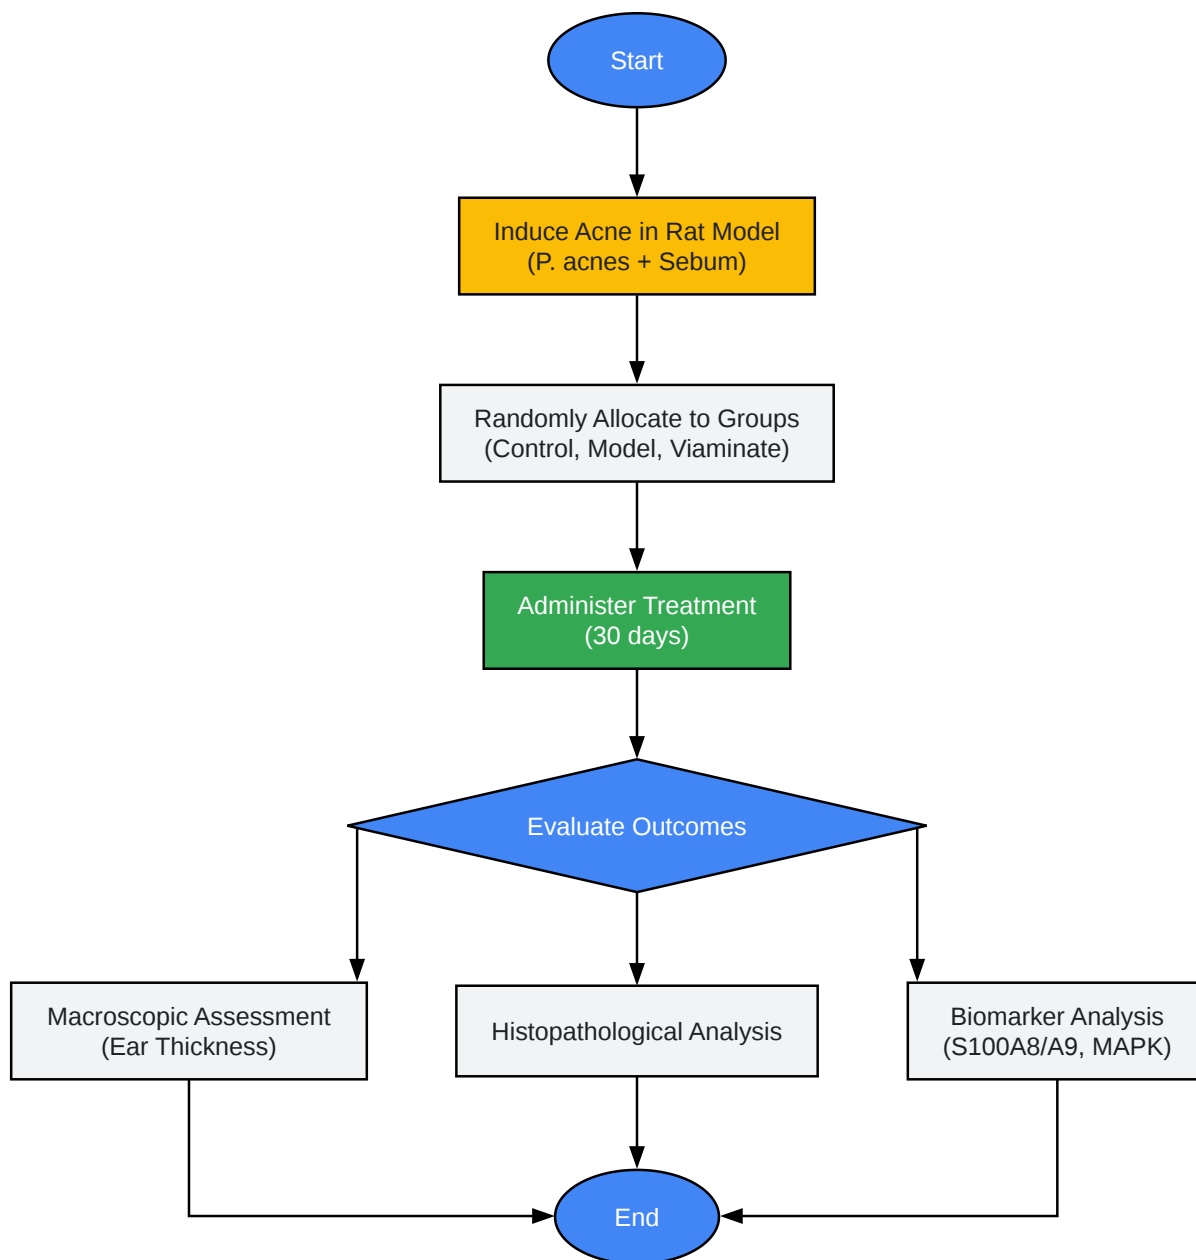 Start
Induce Acne in Rat Model
(P. acnes + Sebum)
Randomly Allocate to Groups
(Control, Model, Viaminate)
Administer Treatment
(30 days)
Evaluate Outcomes
Macroscopic Assessment
(Ear Thickness)
Histopathological Analysis
Biomarker Analysis
(S100A8/A9, MAPK)
End